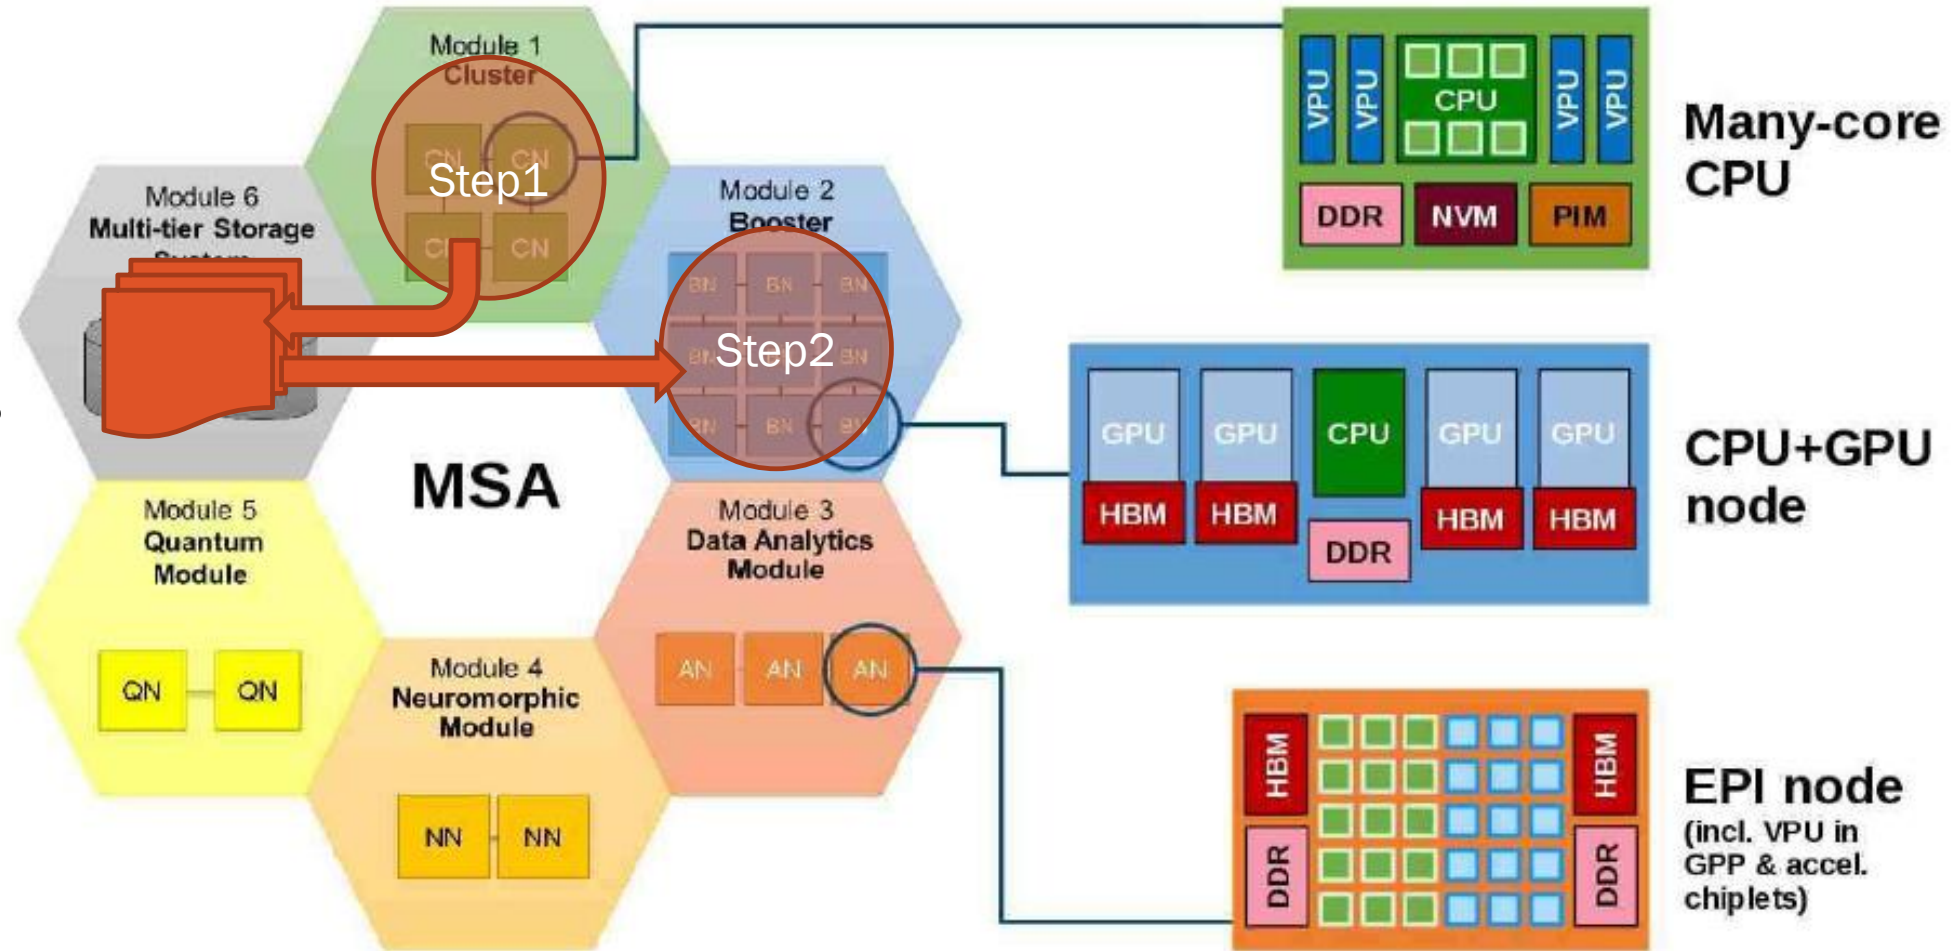 Module 1
Cluster
CN
CN
Step1
CN
CN
Module 6
Multi-tier Storage
System
Module 2
Booster
BN
BN
BN
BN
Step2
BN
BN
BN
BN
MSA
Module 5
Quantum
Module
QN
QN
Module 4
Neuromorphic
Module
NN
NN
Module 3
Data Analytics
Module
AN
AN
AN
VPU
VPU
CPU
VPU
VPU
DDR
NVM
PIM
Many-core
CPU
GPU
GPU
CPU
GPU
GPU
HBM
HBM
HBM
HBM
DDR
CPU+GPU
node
HBM
HBM
DDR
DDR
EPI node
(incl. VPU in
GPP & accel.
chiplets)